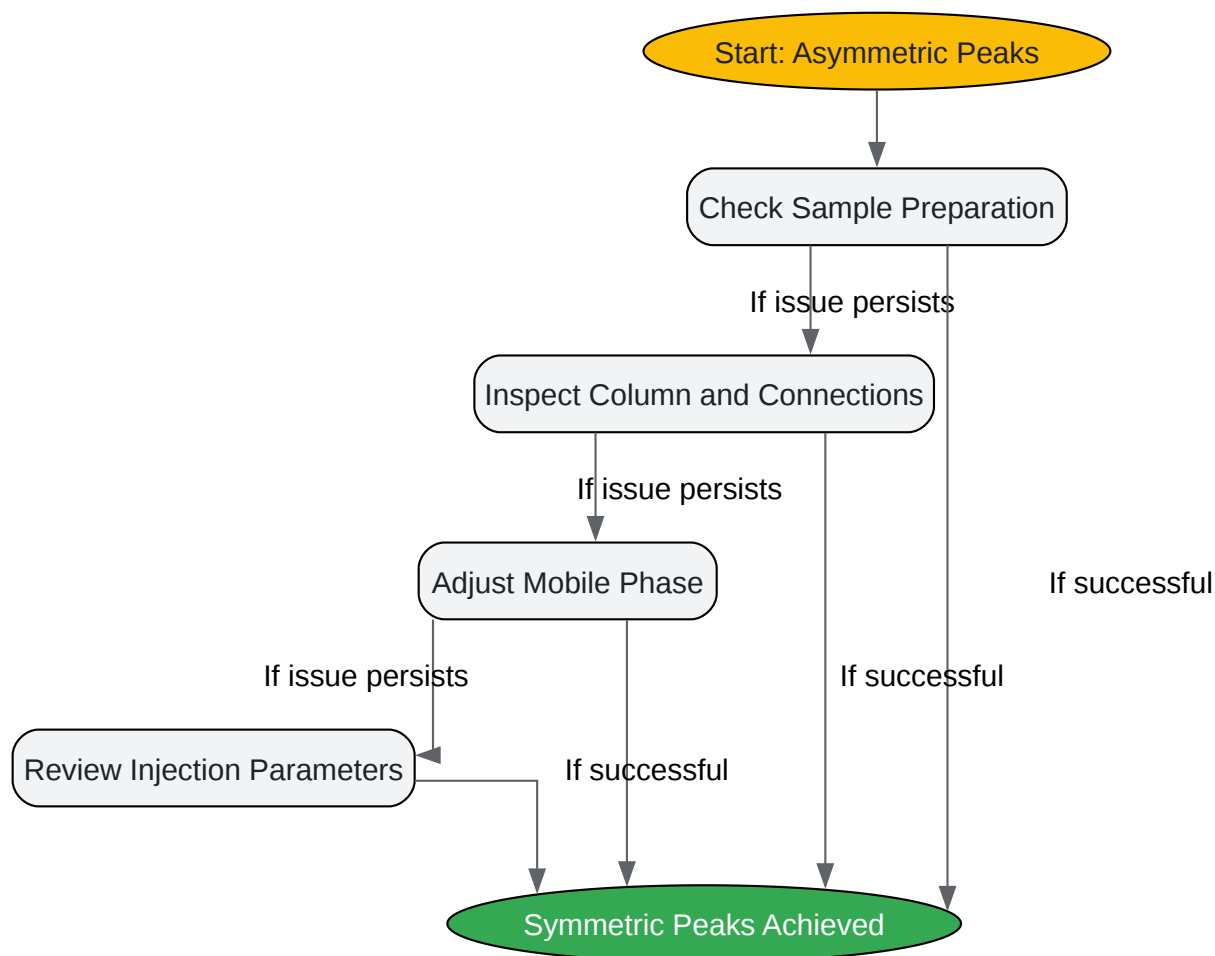 Start: Asymmetric Peaks
Check Sample Preparation
If issue persists
Inspect Column and Connections
If issue persists
Adjust Mobile Phase
If successful
If issue persists
If successful
Review Injection Parameters
If successful
Symmetric Peaks Achieved